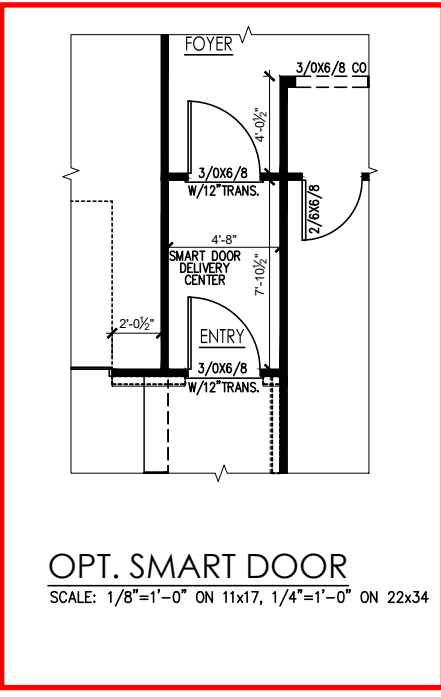 FOYER
3/0X6/8 CO
4'-0½"
3/0X6/8
W/12"TRANS.
2/6X6/8
4'-8"
SMART DOOR
DELIVERY
CENTER
7'-10½"
2'-0½"
ENTRY
3/0X6/8
W/12"TRANS.
OPT. SMART DOOR
SCALE: 1/8"=1'-0" ON 11x17, 1/4"=1'-0" ON 22x34